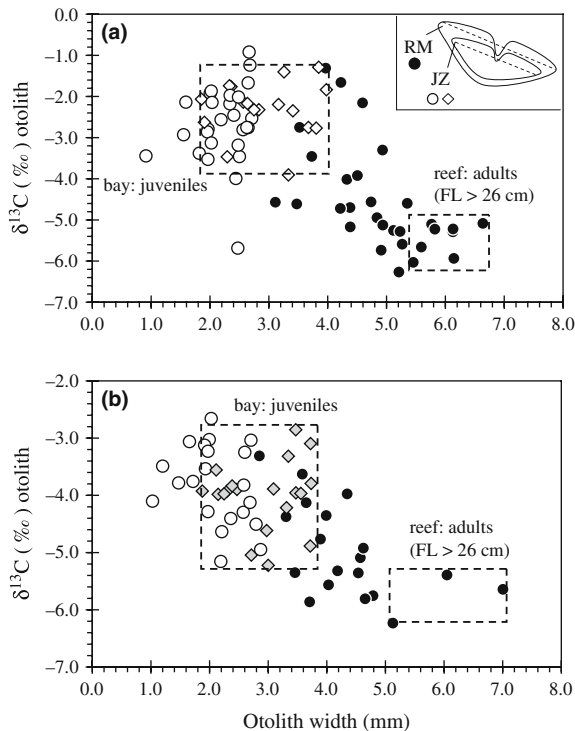 (a)
RM
JZ
bay: juveniles
reef: adults
(FL > 26 cm)
δ13C (‰) otolith
-1.0
0.0
-2.0
-3.0
-4.0
-5.0
-6.0
-7.0
0.0 1.0 2.0 3.0 4.0 5.0 6.0 7.0 8.0
(b)
bay: juveniles
reef: adults
(FL > 26 cm)
δ13C (‰) otolith
-2.0
-3.0
-4.0
-5.0
-6.0
-7.0
0.0 1.0 2.0 3.0 4.0 5.0 6.0 7.0 8.0
Otolith width (mm)